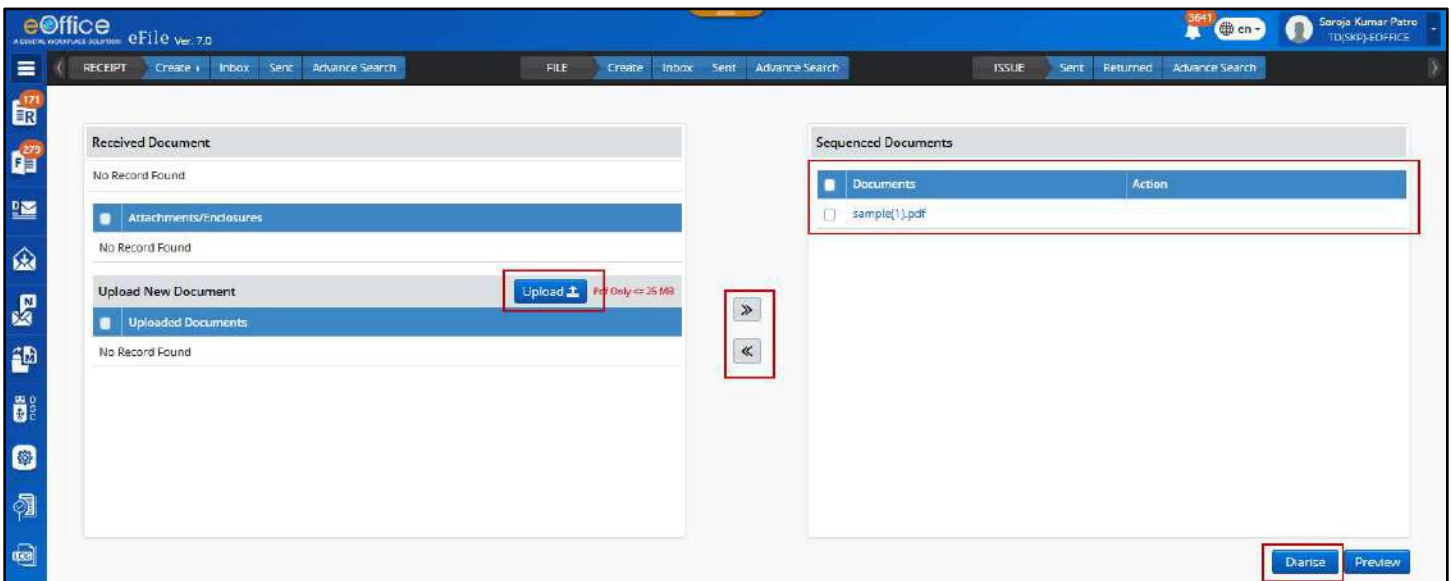 eOffice
A DIGITAL WORKPLACE SOLUTION eFile Ver. 7.0
3641
en
Saroja Kumar Patro
TD(SKP)-EOFFICE
RECEIPT Create Inbox Sent Advance Search FILE Create Inbox Sent Advance Search ISSUE Sent Returned Advance Search
171
R
279
F
D
N
M
DSC
Received Document
No Record Found
Attachments/Enclosures
No Record Found
Upload New Document Upload Pdf Only <= 25 MB
Uploaded Documents
No Record Found
Sequenced Documents
Documents Action
sample(1).pdf
Diarise Preview